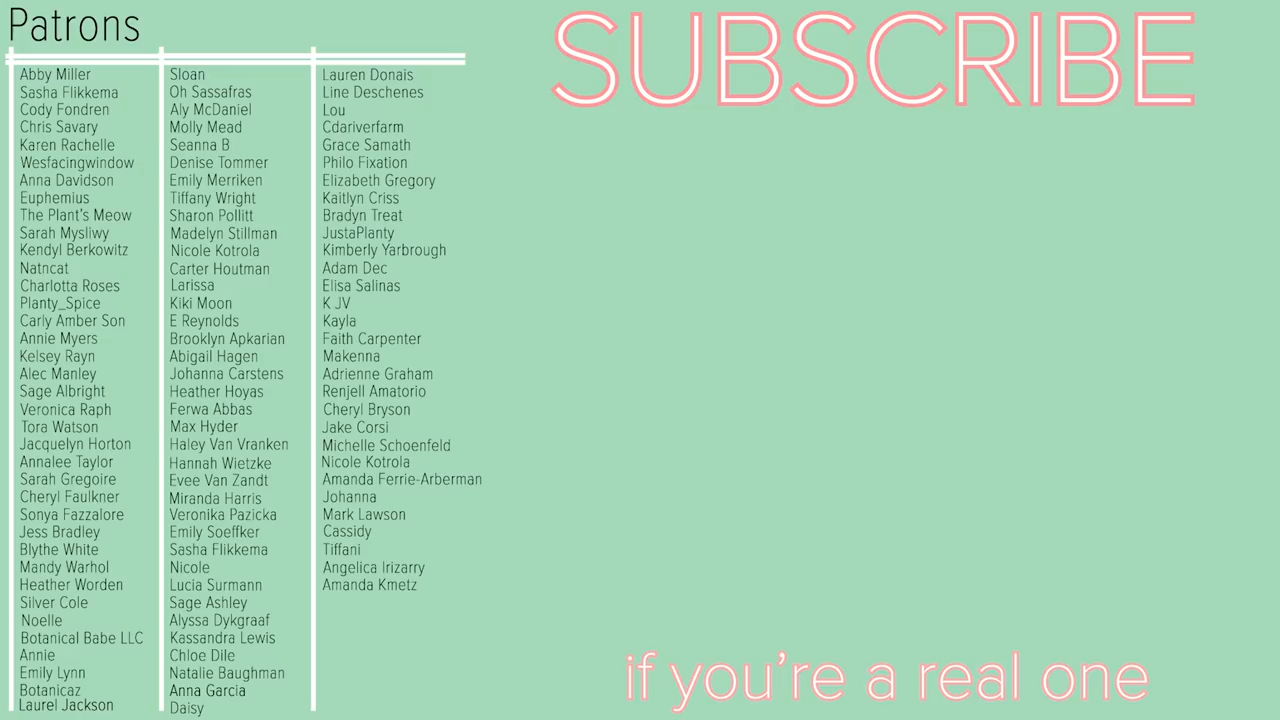 Patrons
Abby Miller
Sasha Flikkema
Cody Fondren
Chris Savary
Karen Rachelle
Wesfacingwindow
Anna Davidson
Euphemius
The Plant's Meow
Sarah Mysliwy
Kendyl Berkowitz
Natncat
Charlotta Roses
Planty_Spice
Carly Amber Son
Annie Myers
Kelsey Rayn
Alec Manley
Sage Albright
Veronica Raph
Tora Watson
Jacquelyn Horton
Annalee Taylor
Sarah Gregoire
Cheryl Faulkner
Sonya Fazzalore
Jess Bradley
Blythe White
Mandy Warhol
Heather Worden
Silver Cole
Noelle
Botanical Babe LLC
Annie
Emily Lynn
Botanicaz
Laurel Jackson
Sloan
Oh Sassafras
Aly McDaniel
Molly Mead
Seanna B
Denise Tommer
Emily Merriken
Tiffany Wright
Sharon Pollitt
Madelyn Stillman
Nicole Kotrola
Carter Houtman
Larissa
Kiki Moon
E Reynolds
Brooklyn Apkarian
Abigail Hagen
Johanna Carstens
Heather Hoyas
Ferwa Abbas
Max Hyder
Haley Van Vranken
Hannah Wietzke
Evee Van Zandt
Miranda Harris
Veronika Pazicka
Emily Soeffker
Sasha Flikkema
Nicole
Lucia Surmann
Sage Ashley
Alyssa Dykgraaf
Kassandra Lewis
Chloe Dile
Natalie Baughman
Anna Garcia
Daisy
Lauren Donais
Line Deschenes
Lou
Cdariverfarm
Grace Samath
Philo Fixation
Elizabeth Gregory
Kaitlyn Criss
Bradyn Treat
JustaPlanty
Kimberly Yarbrough
Adam Dec
Elisa Salinas
K JV
Kayla
Faith Carpenter
Makenna
Adrienne Graham
Renjell Amatorio
Cheryl Bryson
Jake Corsi
Michelle Schoenfeld
Nicole Kotrola
Amanda Ferrie-Arberman
Johanna
Mark Lawson
Cassidy
Tiffani
Angelica Irizarry
Amanda Kmetz
SUBSCRIBE
if you're a real one